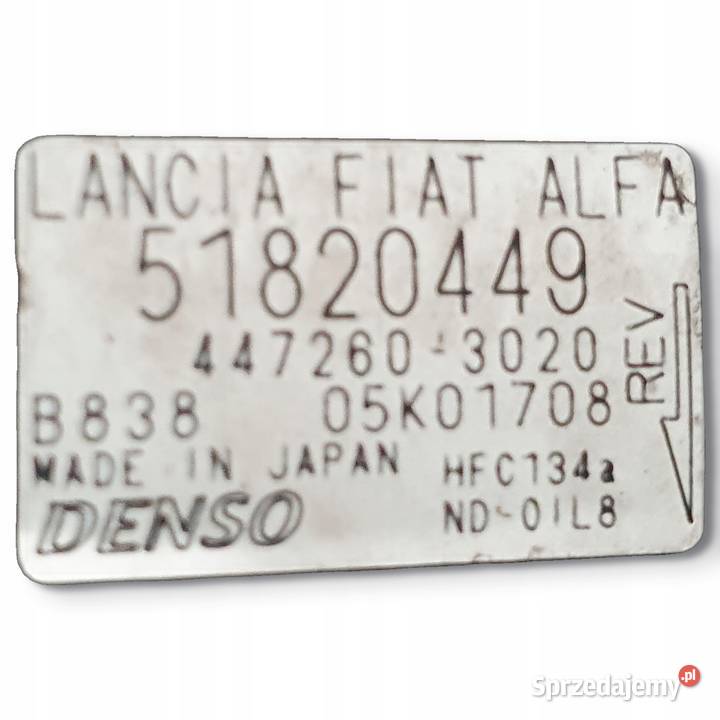 LANCIA FIAT ALFA
51820449
447260-3020
REV
B838 05K01708
MADE IN JAPAN HFC134a
DENSO ND-OIL8
Sprzedajemy.pl